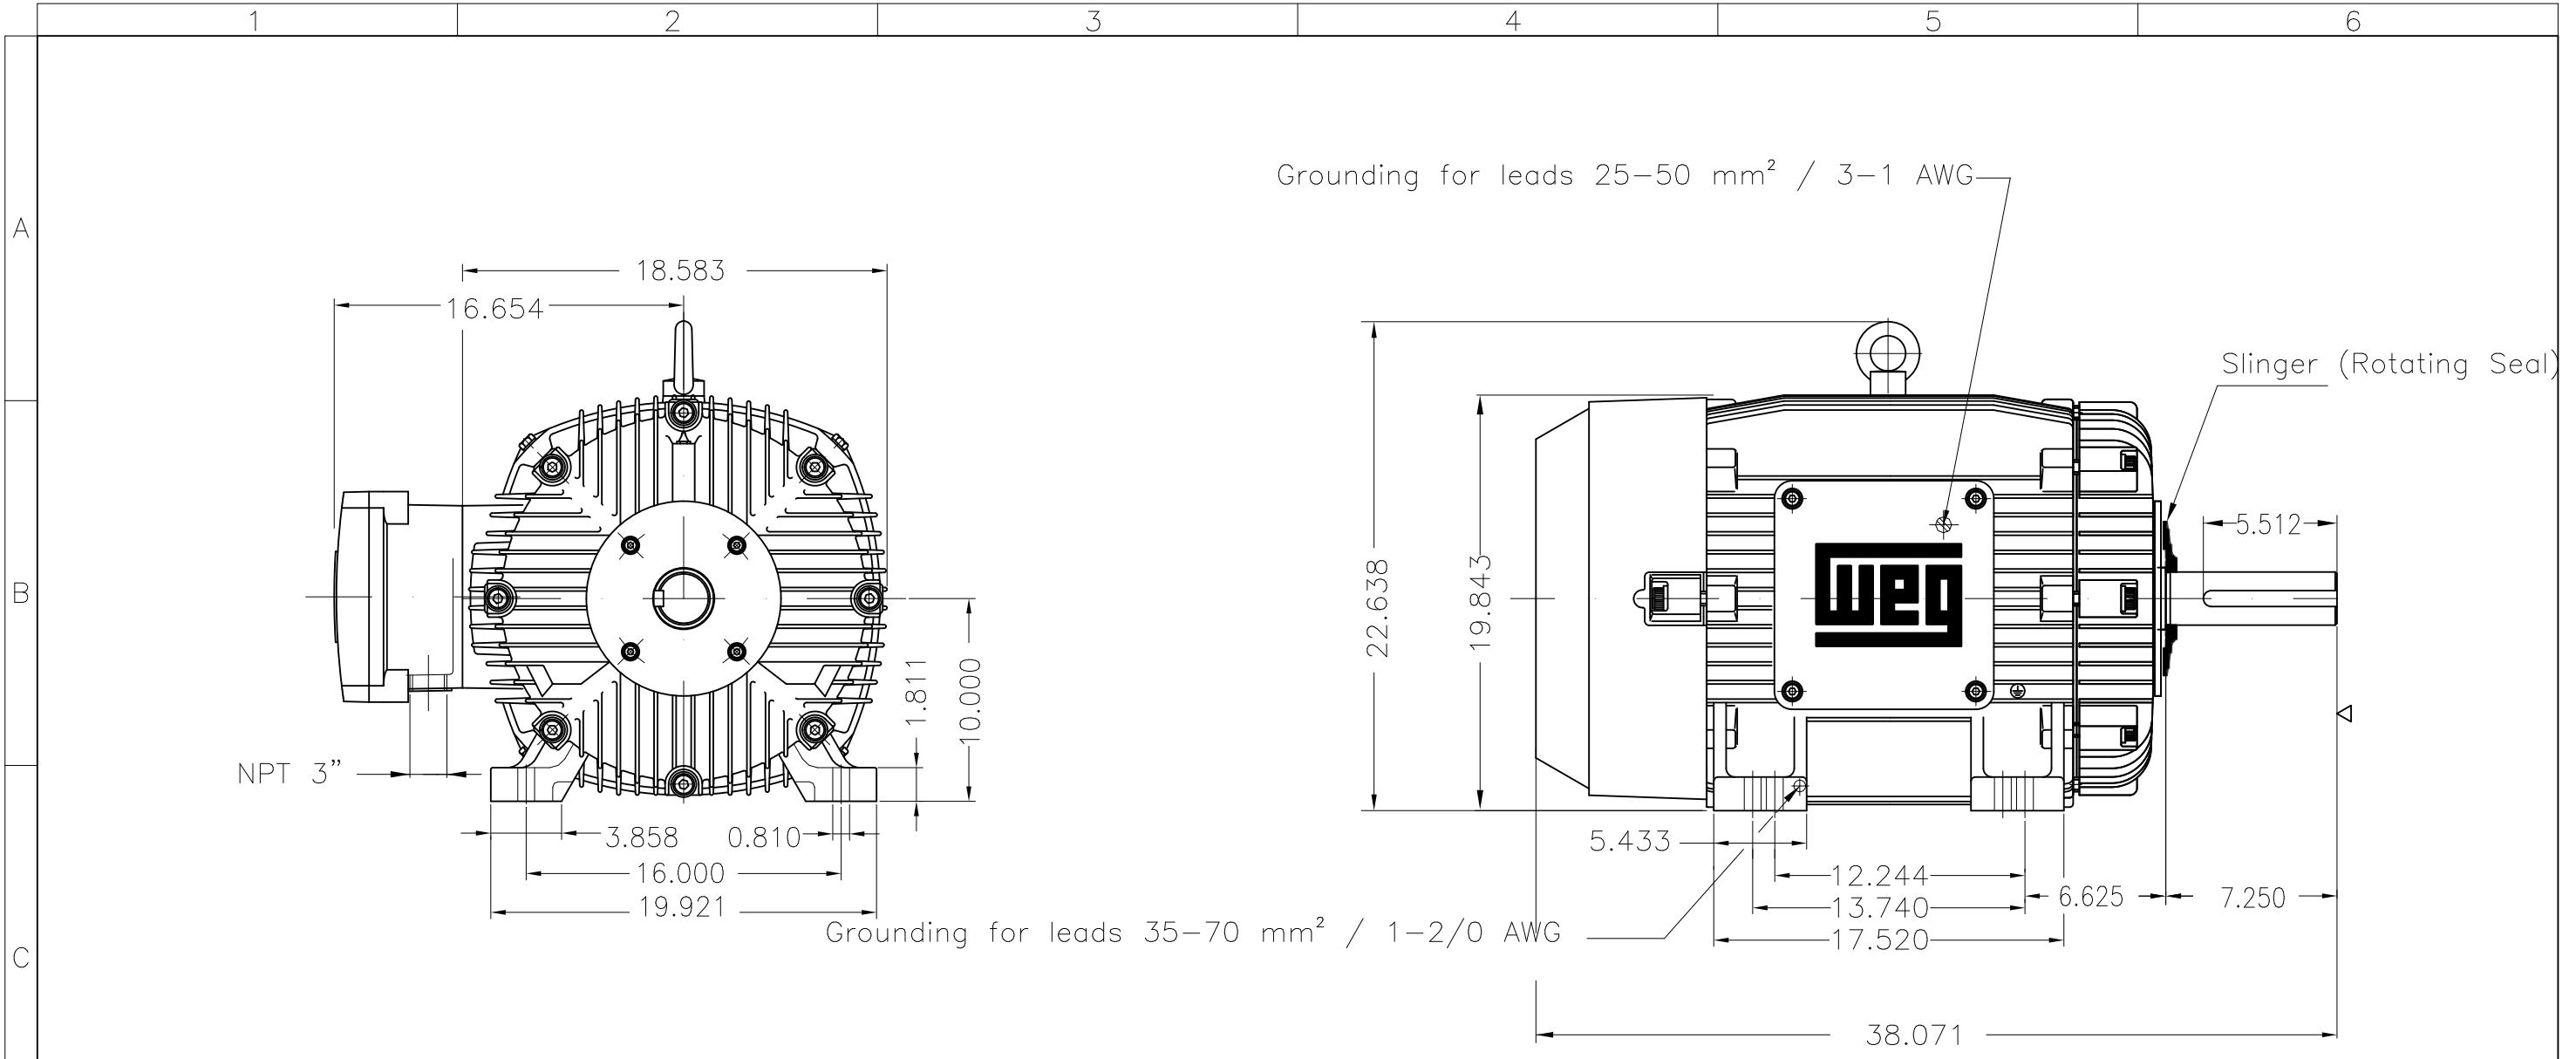 1 2 3 4 5 6
Grounding for leads 25-50 mm² / 3-1 AWG
A
18.583
16.654
Slinger (Rotating Seal)
5.512
22.638
19.843
B
weg
1.811
10.000
NPT 3"
3.858 0.810
5.433
16.000
12.244
19.921
13.740
6.625
7.250
Grounding for leads 35-70 mm² / 1-2/0 AWG
17.520
C
38.071